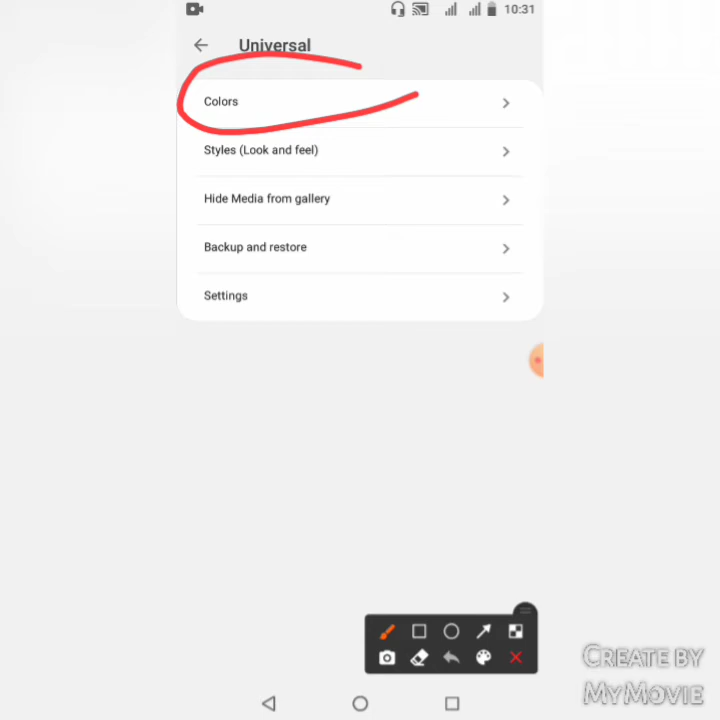 10:31
Universal
Colors
Styles (Look and feel)
Hide Media from gallery
Backup and restore
Settings
CREATE BY
MYMOVIE